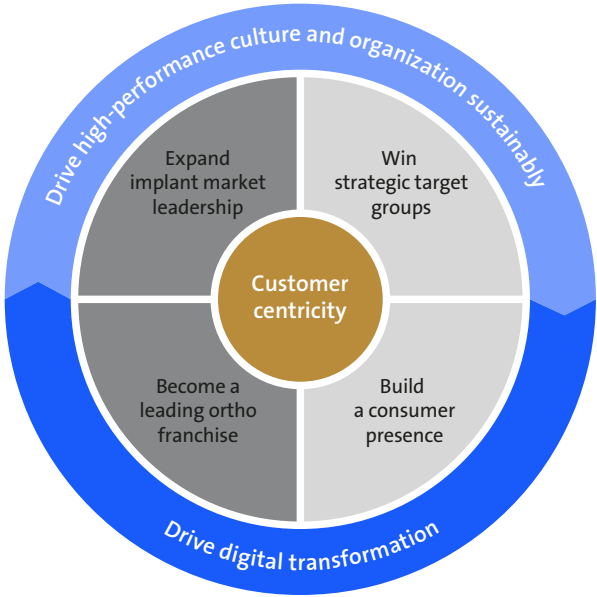 Drive high-performance culture and organization sustainably
Expand
implant market
leadership
Win
strategic target
groups
Customer
centricity
Become a
leading ortho
franchise
Build
a consumer
presence
Drive digital transformation